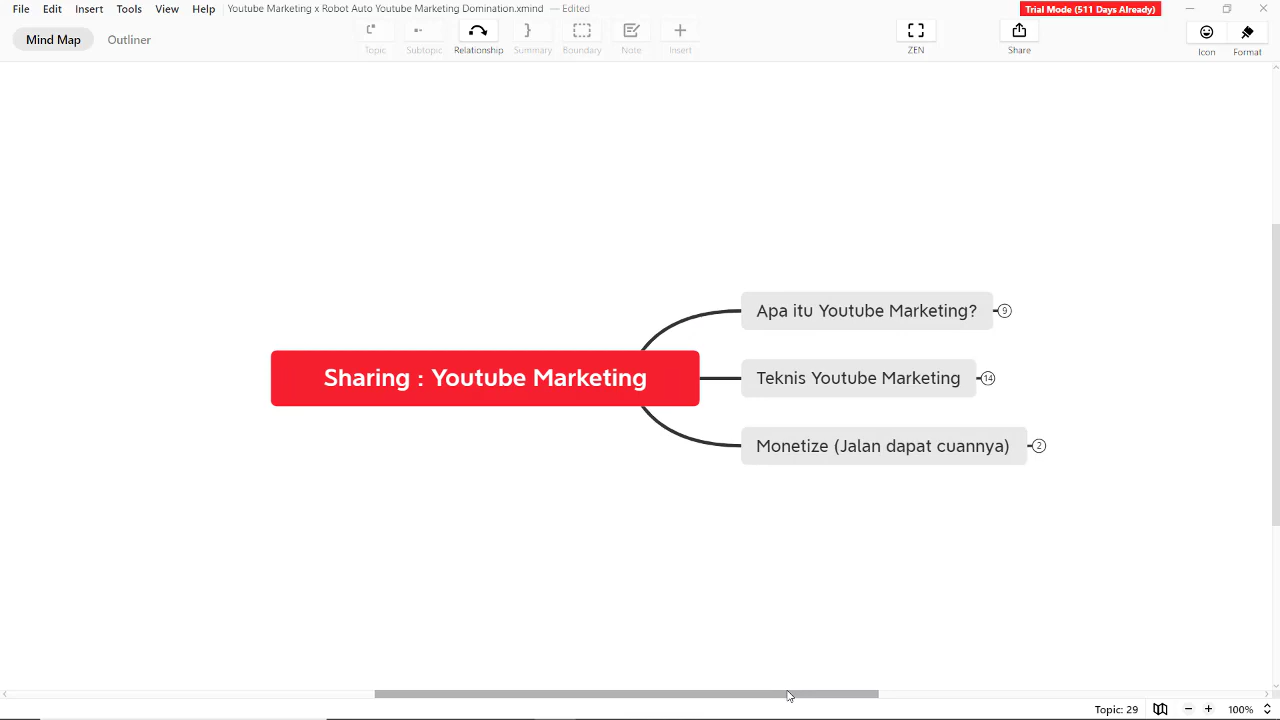 File Edit Insert Tools View Help Youtube Marketing x Robot Auto Youtube Marketing Domination.xmind — Edited Trial Mode (511 Days Already)
Mind Map Outliner
Topic Subtopic Relationship Summary Boundary Note Insert ZEN Share Icon Format
Apa itu Youtube Marketing? 9
Sharing : Youtube Marketing
Teknis Youtube Marketing 14
Monetize (Jalan dapat cuannya) 2
Topic: 29 100%